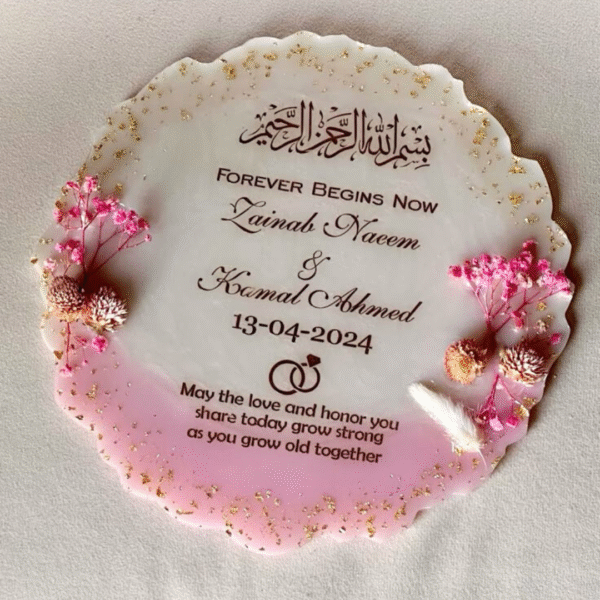 بسم الله الرحمن الرحيم
FOREVER BEGINS NOW
Zainab Naeem
&
Kamal Ahmed
13-04-2024
May the love and honor you
share today grow strong
as you grow old together